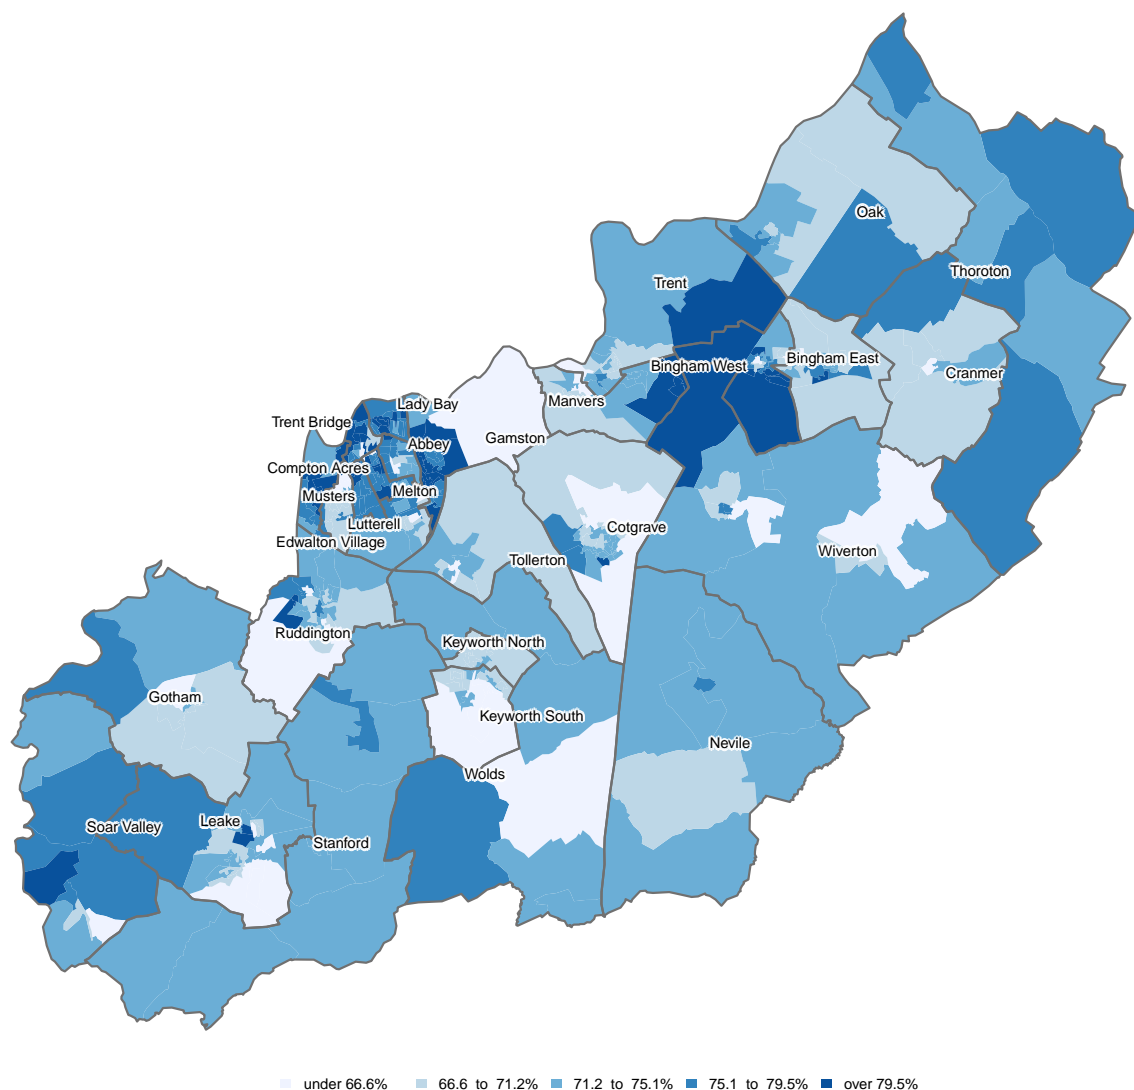 Oak
Thoroton
Trent
Bingham East
Bingham West
Cranmer
Manvers
Lady Bay
Trent Bridge
Gamston
Abbey
Compton Acres
Melton
Musters
Lutterell
Cotgrave
Edwalton Village
Wiverton
Tollerton
Ruddington
Keyworth North
Gotham
Keyworth South
Nevile
Wolds
Leake
Soar Valley
Stanford
under 66.6% 66.6 to 71.2% 71.2 to 75.1% 75.1 to 79.5% over 79.5%